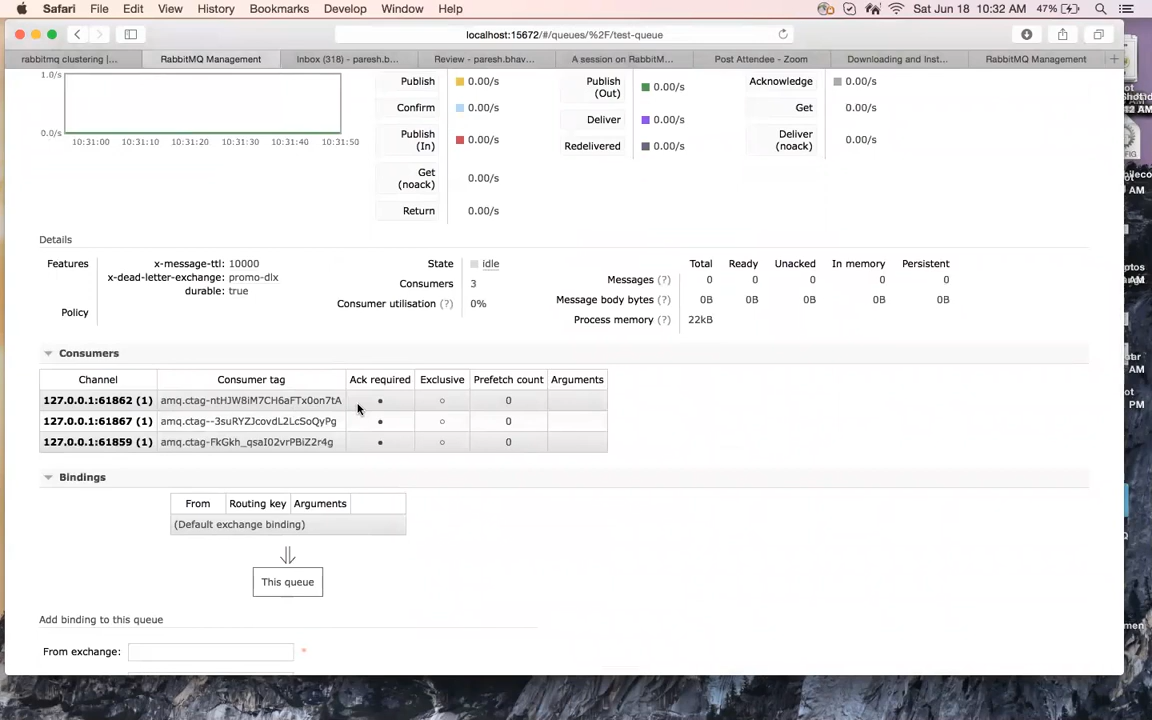 Safari File Edit View History Bookmarks Develop Window Help Sat Jun 18 10:32 AM 47%
localhost:15672/#/queues/%2F/test-queue
rabbitmq clustering |... RabbitMQ Management Inbox (318) - paresh.b... Review - paresh.bhav... A session on RabbitM... Post Attendee - Zoom Downloading and Inst... RabbitMQ Management
1.0/s
0.0/s
10:31:00 10:31:10 10:31:20 10:31:30 10:31:40 10:31:50
Publish 0.00/s
Confirm 0.00/s
Publish (In) 0.00/s
Get (noack) 0.00/s
Return 0.00/s
Publish (Out) 0.00/s
Deliver 0.00/s
Redelivered 0.00/s
Acknowledge 0.00/s
Get 0.00/s
Deliver (noack) 0.00/s
Details
Features x-message-ttl: 10000
x-dead-letter-exchange: promo-dlx
durable: true
Policy
State idle
Consumers 3
Consumer utilisation (?) 0%
Total Ready Unacked In memory Persistent
Messages (?) 0 0 0 0 0
Message body bytes (?) 0B 0B 0B 0B 0B
Process memory (?) 22kB
Consumers
Channel Consumer tag Ack required Exclusive Prefetch count Arguments
127.0.0.1:61862 (1) amq.ctag-ntHJW8iM7CH6aFTx0on7tA ● ○ 0
127.0.0.1:61867 (1) amq.ctag--3suRYZJcovdL2LcSoQyPg ● ○ 0
127.0.0.1:61859 (1) amq.ctag-FkGkh_qsaI02vrPBiZ2r4g ● ○ 0
Bindings
From Routing key Arguments
(Default exchange binding)
⇓
This queue
Add binding to this queue
From exchange: *